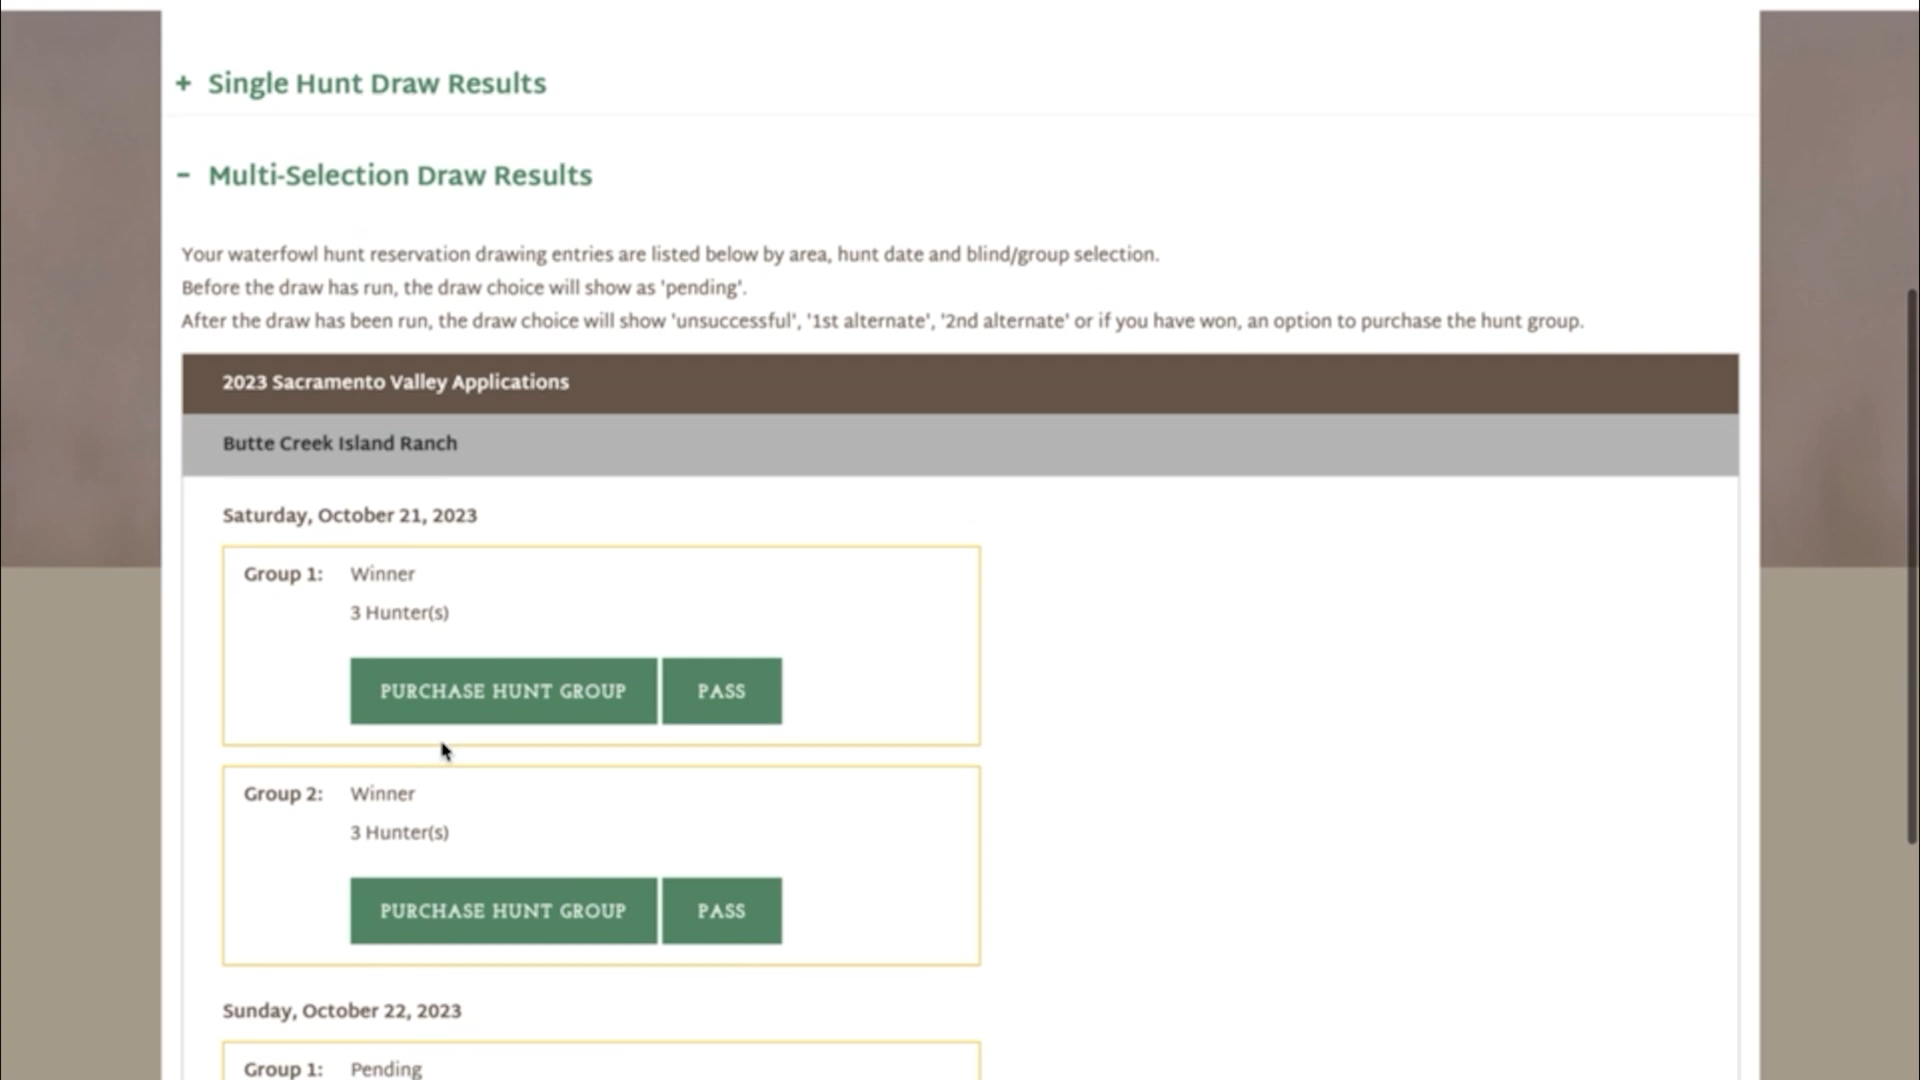 + Single Hunt Draw Results
- Multi-Selection Draw Results
Your waterfowl hunt reservation drawing entries are listed below by area, hunt date and blind/group selection.
Before the draw has run, the draw choice will show as 'pending'.
After the draw has been run, the draw choice will show 'unsuccessful', '1st alternate', '2nd alternate' or if you have won, an option to purchase the hunt group.
2023 Sacramento Valley Applications
Butte Creek Island Ranch
Saturday, October 21, 2023
Group 1: Winner
3 Hunter(s)
PURCHASE HUNT GROUP PASS
Group 2: Winner
3 Hunter(s)
PURCHASE HUNT GROUP PASS
Sunday, October 22, 2023
Group 1: Pending